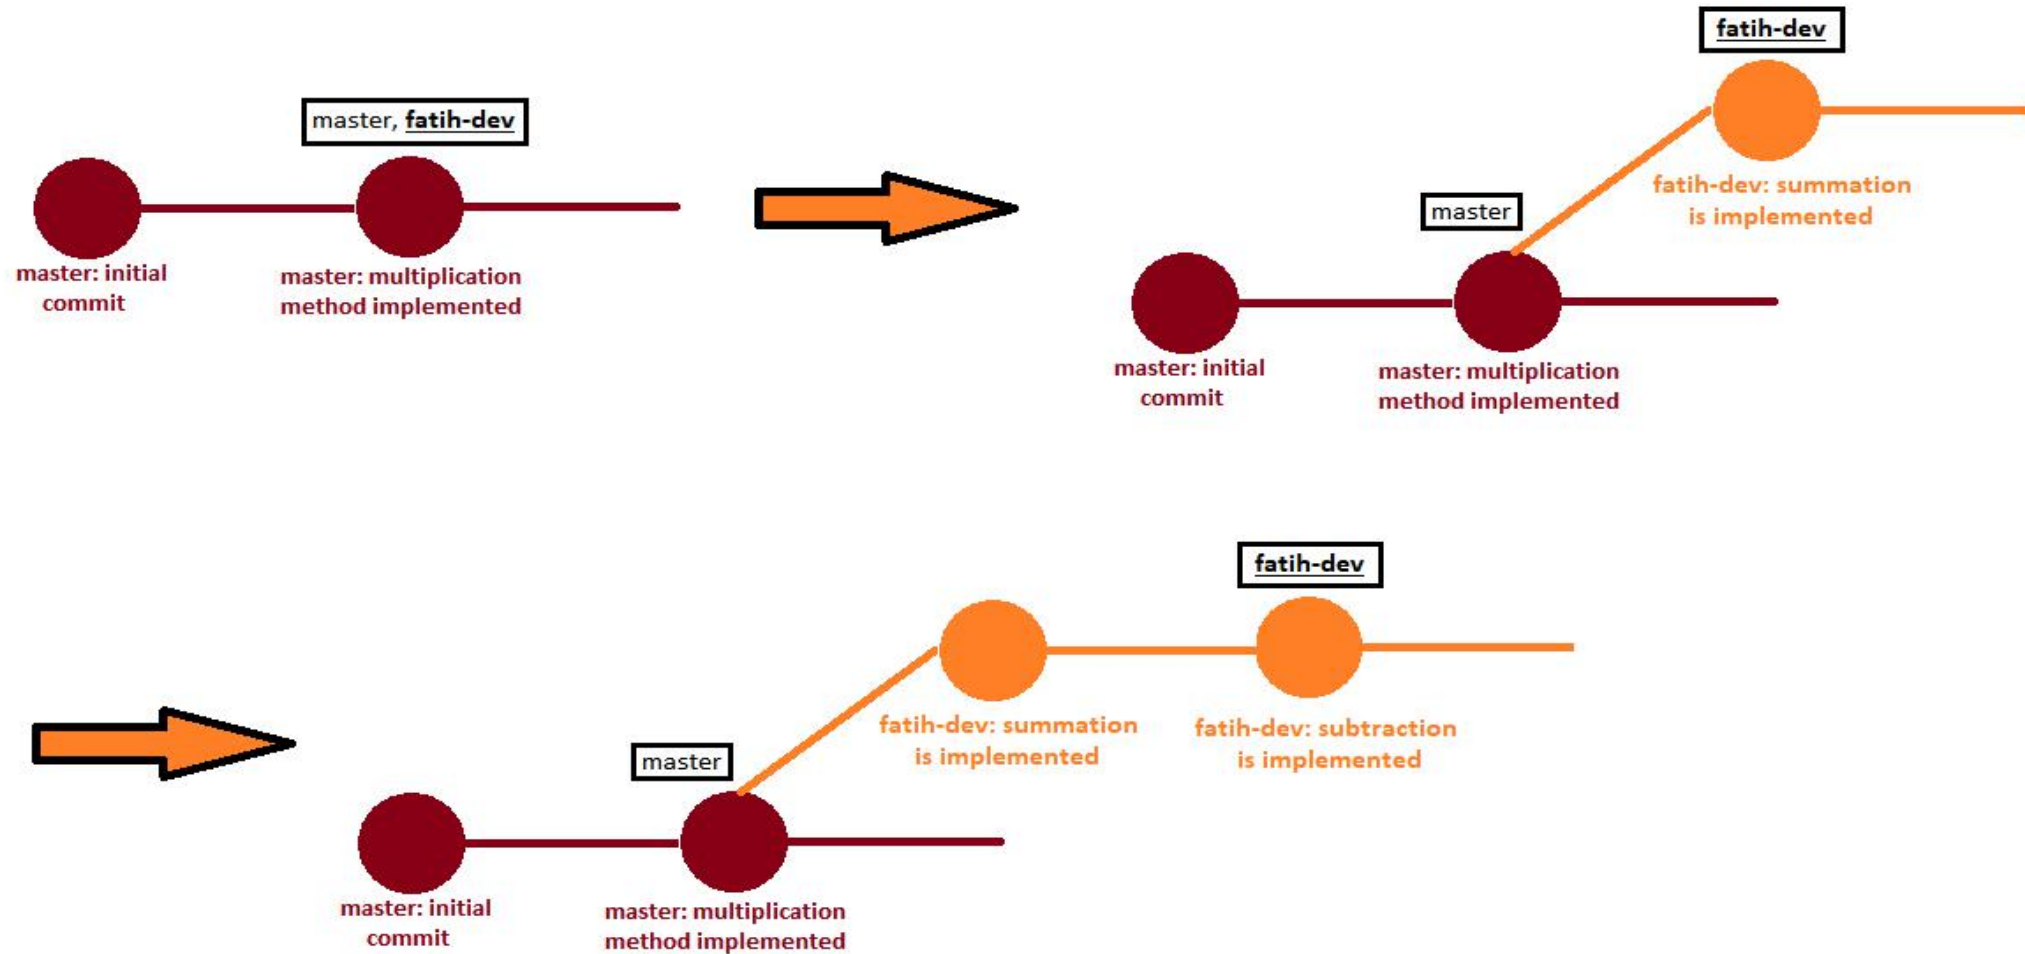 master, fatih-dev
master: initial
commit
master: multiplication
method implemented
fatih-dev
fatih-dev: summation
is implemented
master
master: initial
commit
master: multiplication
method implemented
fatih-dev
fatih-dev: summation
is implemented
fatih-dev: subtraction
is implemented
master
master: initial
commit
master: multiplication
method implemented